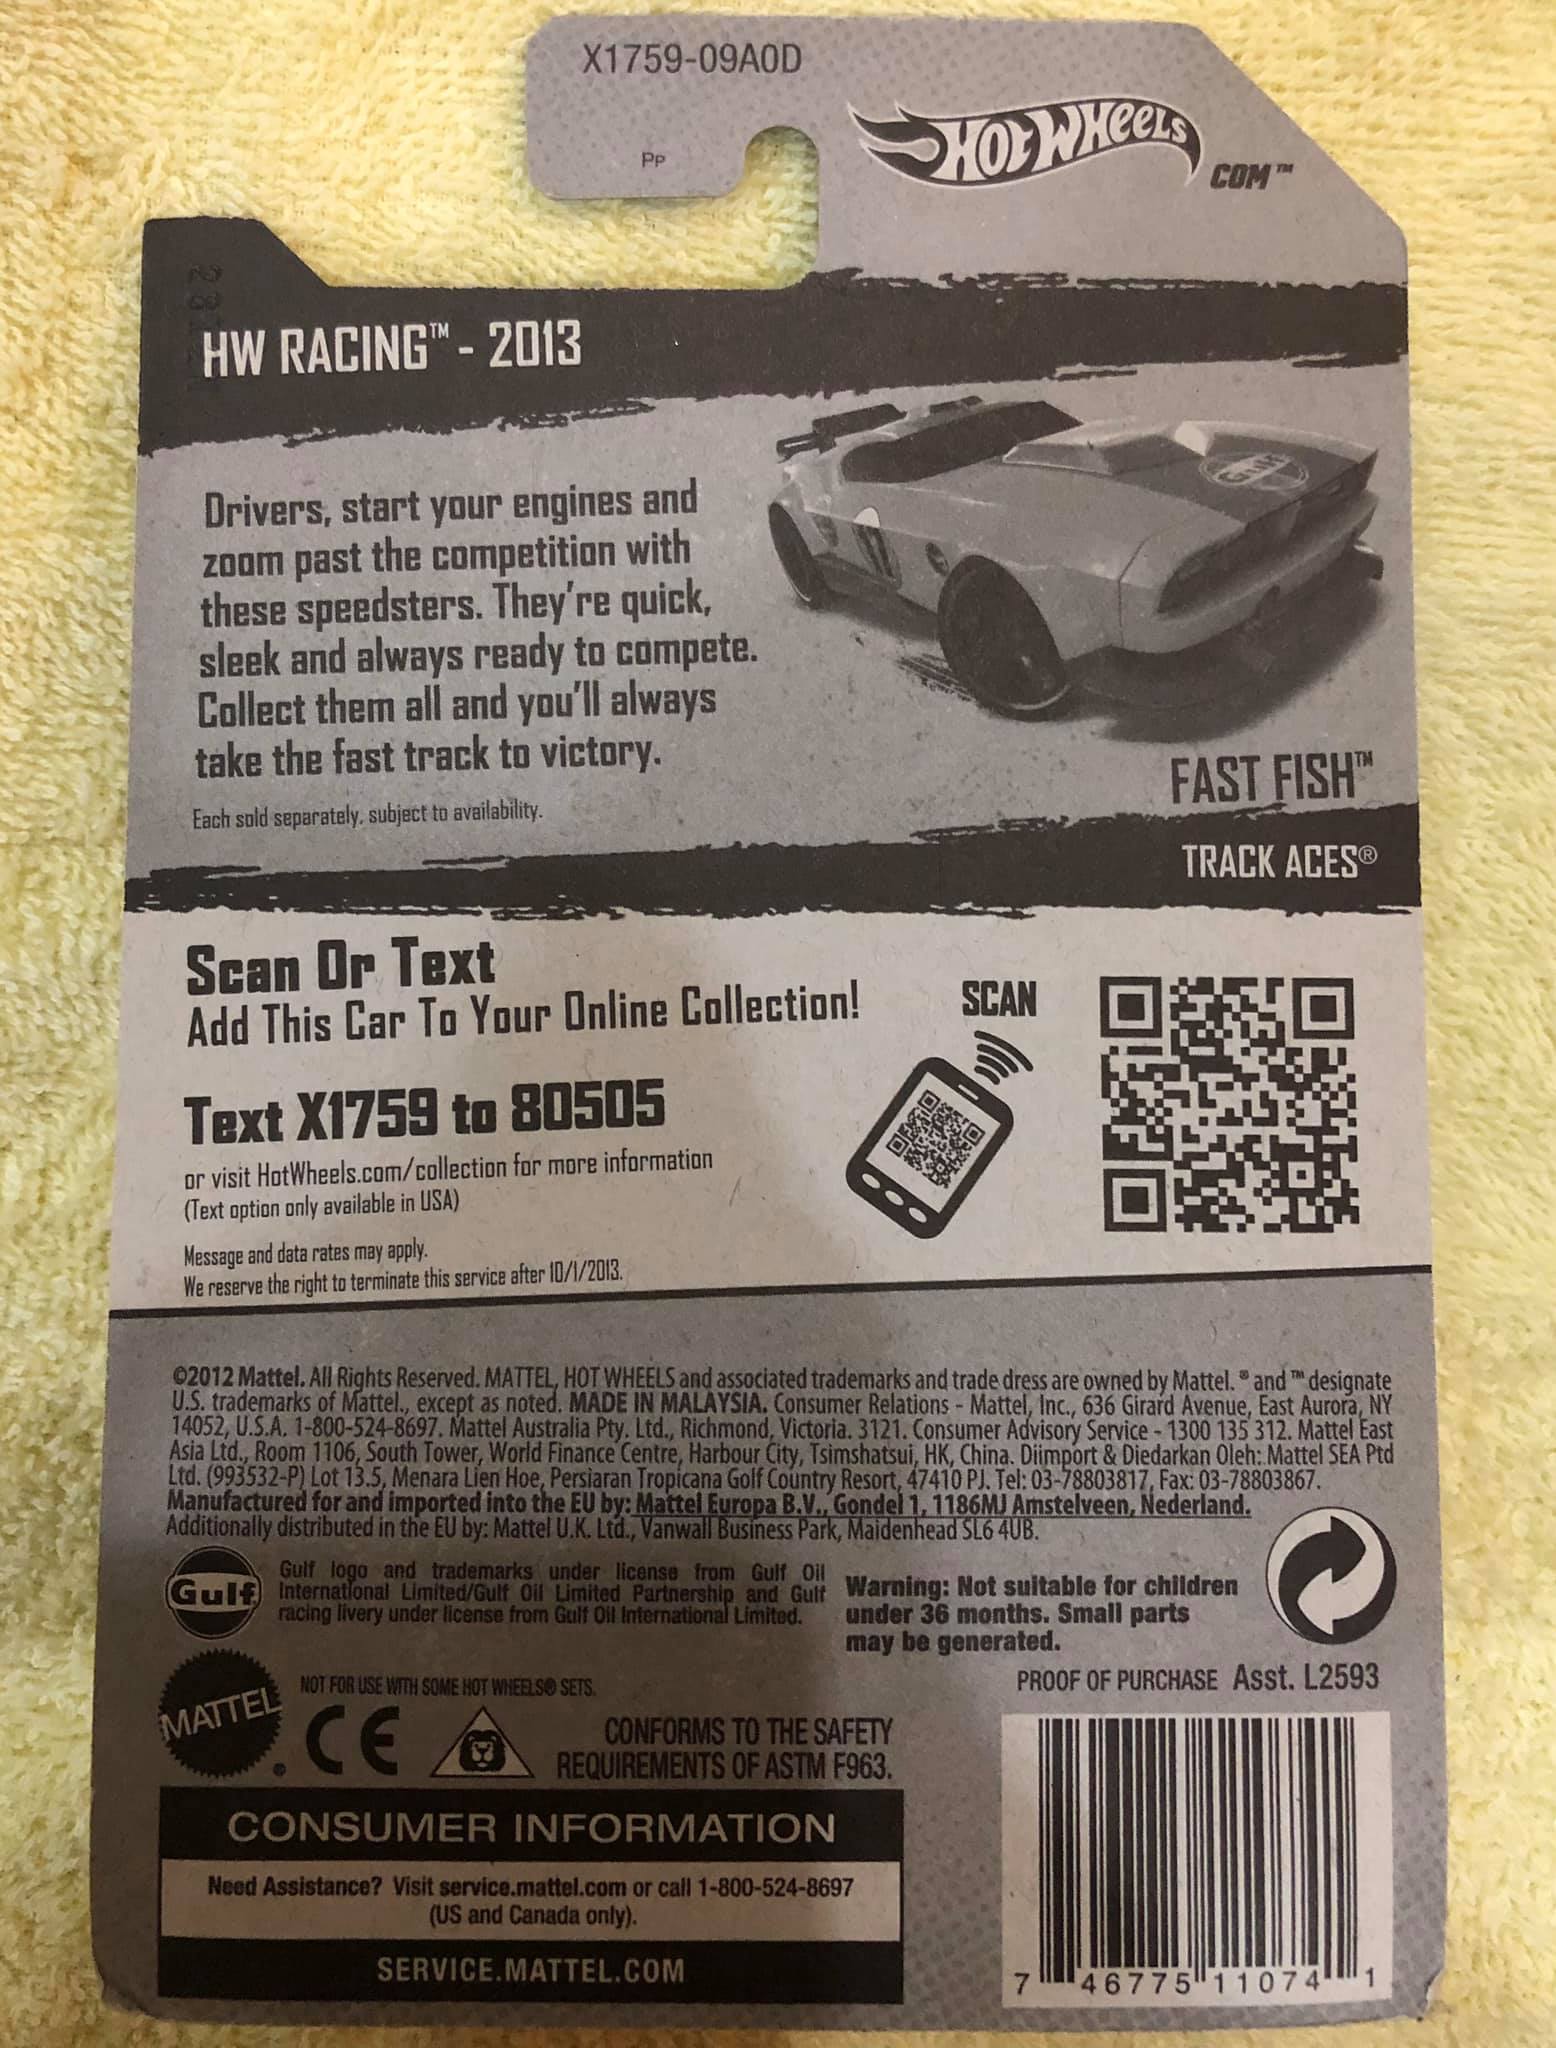 X1759-09A0D
PP
HOT WHEELS
.COM™
HW RACING™ - 2013
Drivers, start your engines and
zoom past the competition with
these speedsters. They're quick,
sleek and always ready to compete.
Collect them all and you'll always
take the fast track to victory.
Each sold separately, subject to availability.
Gulf
FAST FISH™
TRACK ACES®
Scan Or Text
Add This Car To Your Online Collection!
SCAN
Text X1759 to 80505
or visit HotWheels.com/collection for more information
(Text option only available in USA)
Message and data rates may apply.
We reserve the right to terminate this service after 10/1/2013.
©2012 Mattel. All Rights Reserved. MATTEL, HOT WHEELS and associated trademarks and trade dress are owned by Mattel. ® and ™ designate
U.S. trademarks of Mattel., except as noted. MADE IN MALAYSIA. Consumer Relations - Mattel, Inc., 636 Girard Avenue, East Aurora, NY
14052, U.S.A. 1-800-524-8697. Mattel Australia Pty. Ltd., Richmond, Victoria. 3121. Consumer Advisory Service - 1300 135 312. Mattel East
Asia Ltd., Room 1106, South Tower, World Finance Centre, Harbour City, Tsimshatsui, HK, China. Diimport & Diedarkan Oleh: Mattel SEA Ptd
Ltd. (993532-P) Lot 13.5, Menara Lien Hoe, Persiaran Tropicana Golf Country Resort, 47410 PJ. Tel: 03-78803817, Fax: 03-78803867.
Manufactured for and imported into the EU by: Mattel Europa B.V., Gondel 1, 1186MJ Amstelveen, Nederland.
Additionally distributed in the EU by: Mattel U.K. Ltd., Vanwall Business Park, Maidenhead SL6 4UB.
Gulf
Gulf logo and trademarks under license from Gulf Oil
International Limited/Gulf Oil Limited Partnership and Gulf
racing livery under license from Gulf Oil International Limited.
Warning: Not suitable for children
under 36 months. Small parts
may be generated.
MATTEL®
NOT FOR USE WITH SOME HOT WHEELS® SETS.
CE
CONFORMS TO THE SAFETY
REQUIREMENTS OF ASTM F963.
PROOF OF PURCHASE Asst. L2593
CONSUMER INFORMATION
Need Assistance? Visit service.mattel.com or call 1-800-524-8697
(US and Canada only).
SERVICE.MATTEL.COM
7 46775 11074 1